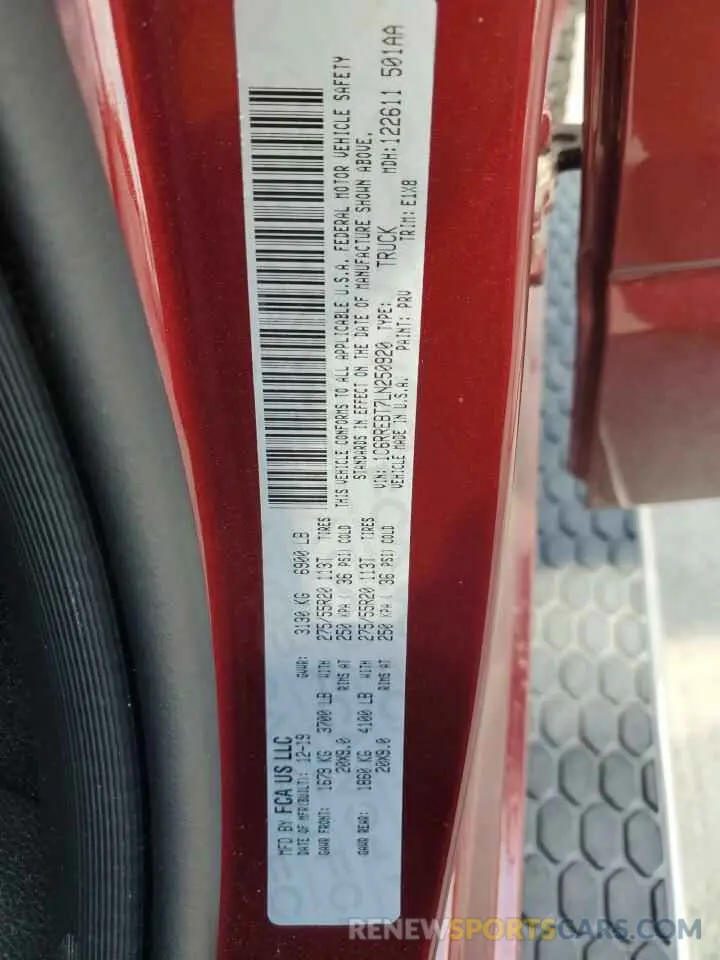 MFD BY FCA US LLC
DATE OF MFR(BUILT): 12-19 GVWR: 3130 KG 6900 LB
GAWR FRONT: 1679 KG 3700 LB WITH 275/55R20 113T TIRES
20X9.0 RIMS AT 250 KPA ( 36 PSI) COLD
GAWR REAR: 1860 KG 4100 LB WITH 275/55R20 113T TIRES
20X9.0 RIMS AT 250 KPA ( 36 PSI) COLD
THIS VEHICLE CONFORMS TO ALL APPLICABLE U.S.A. FEDERAL MOTOR VEHICLE SAFETY
STANDARDS IN EFFECT ON THE DATE OF MANUFACTURE SHOWN ABOVE.
VIN: 1C6RREBT7LN250920 TYPE: TRUCK MDH: 122611 501AA
VEHICLE MADE IN U.S.A. PAINT: PRV TRIM: E1X8
RENEWSPORTSCAR.COM